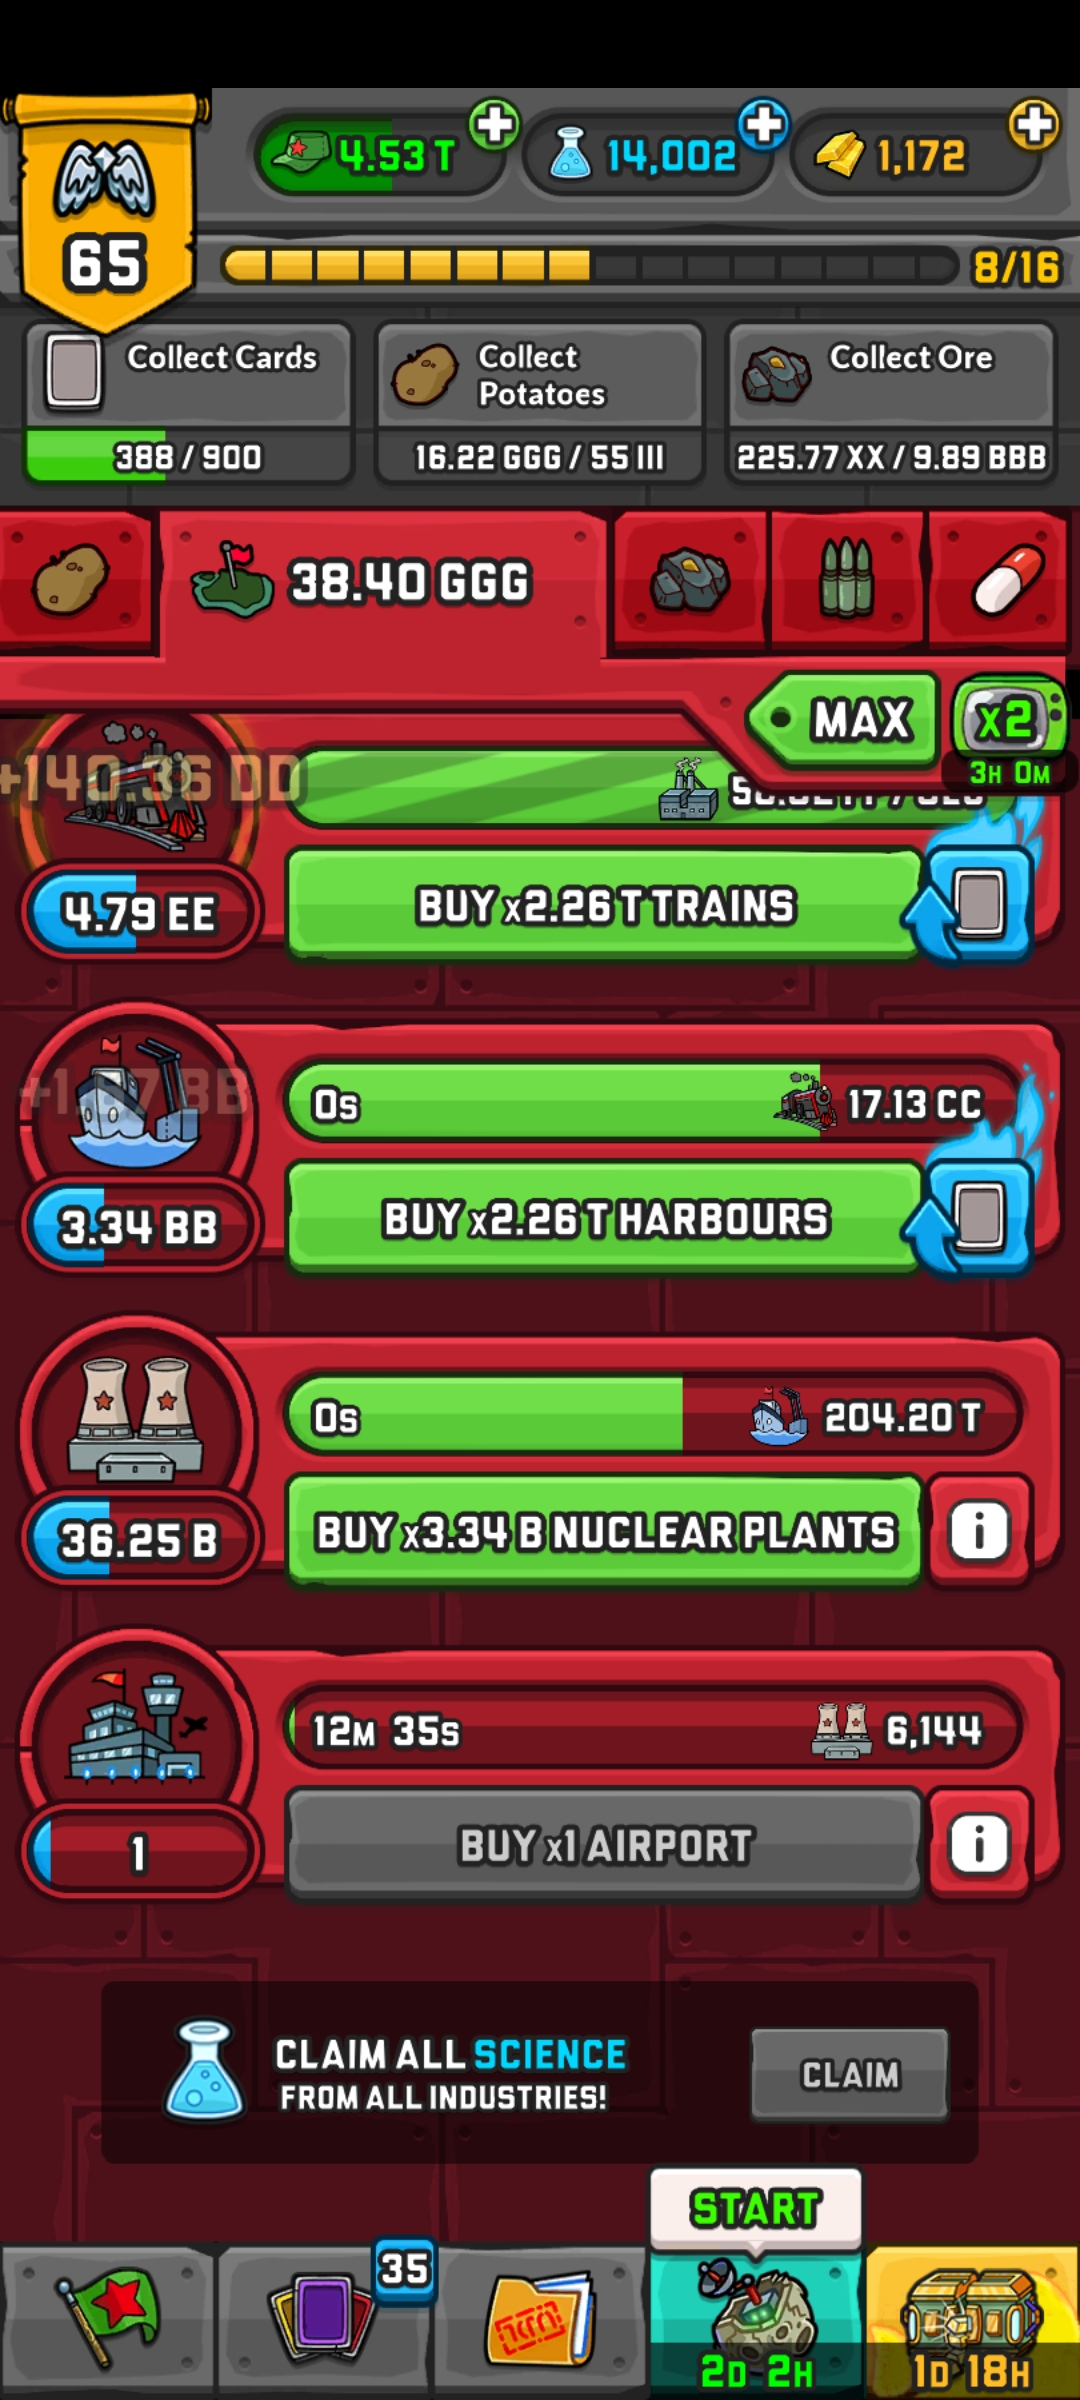 4.53 T
14,002
1,172
65
8/16
Collect Cards
388 / 900
Collect
Potatoes
16.22 GGG / 55 III
Collect Ore
225.77 XX / 9.89 BBB
38.40 GGG
MAX
x2
3H 0M
+140.36 DD
4.79 EE
BUY x2.26 T TRAINS
0s
17.13 CC
3.34 BB
BUY x2.26 T HARBOURS
0s
204.20 T
36.25 B
BUY x3.34 B NUCLEAR PLANTS
12M 35s
6,144
1
BUY x1 AIRPORT
CLAIM ALL SCIENCE
FROM ALL INDUSTRIES!
CLAIM
START
35
2D 2H
1D 18H